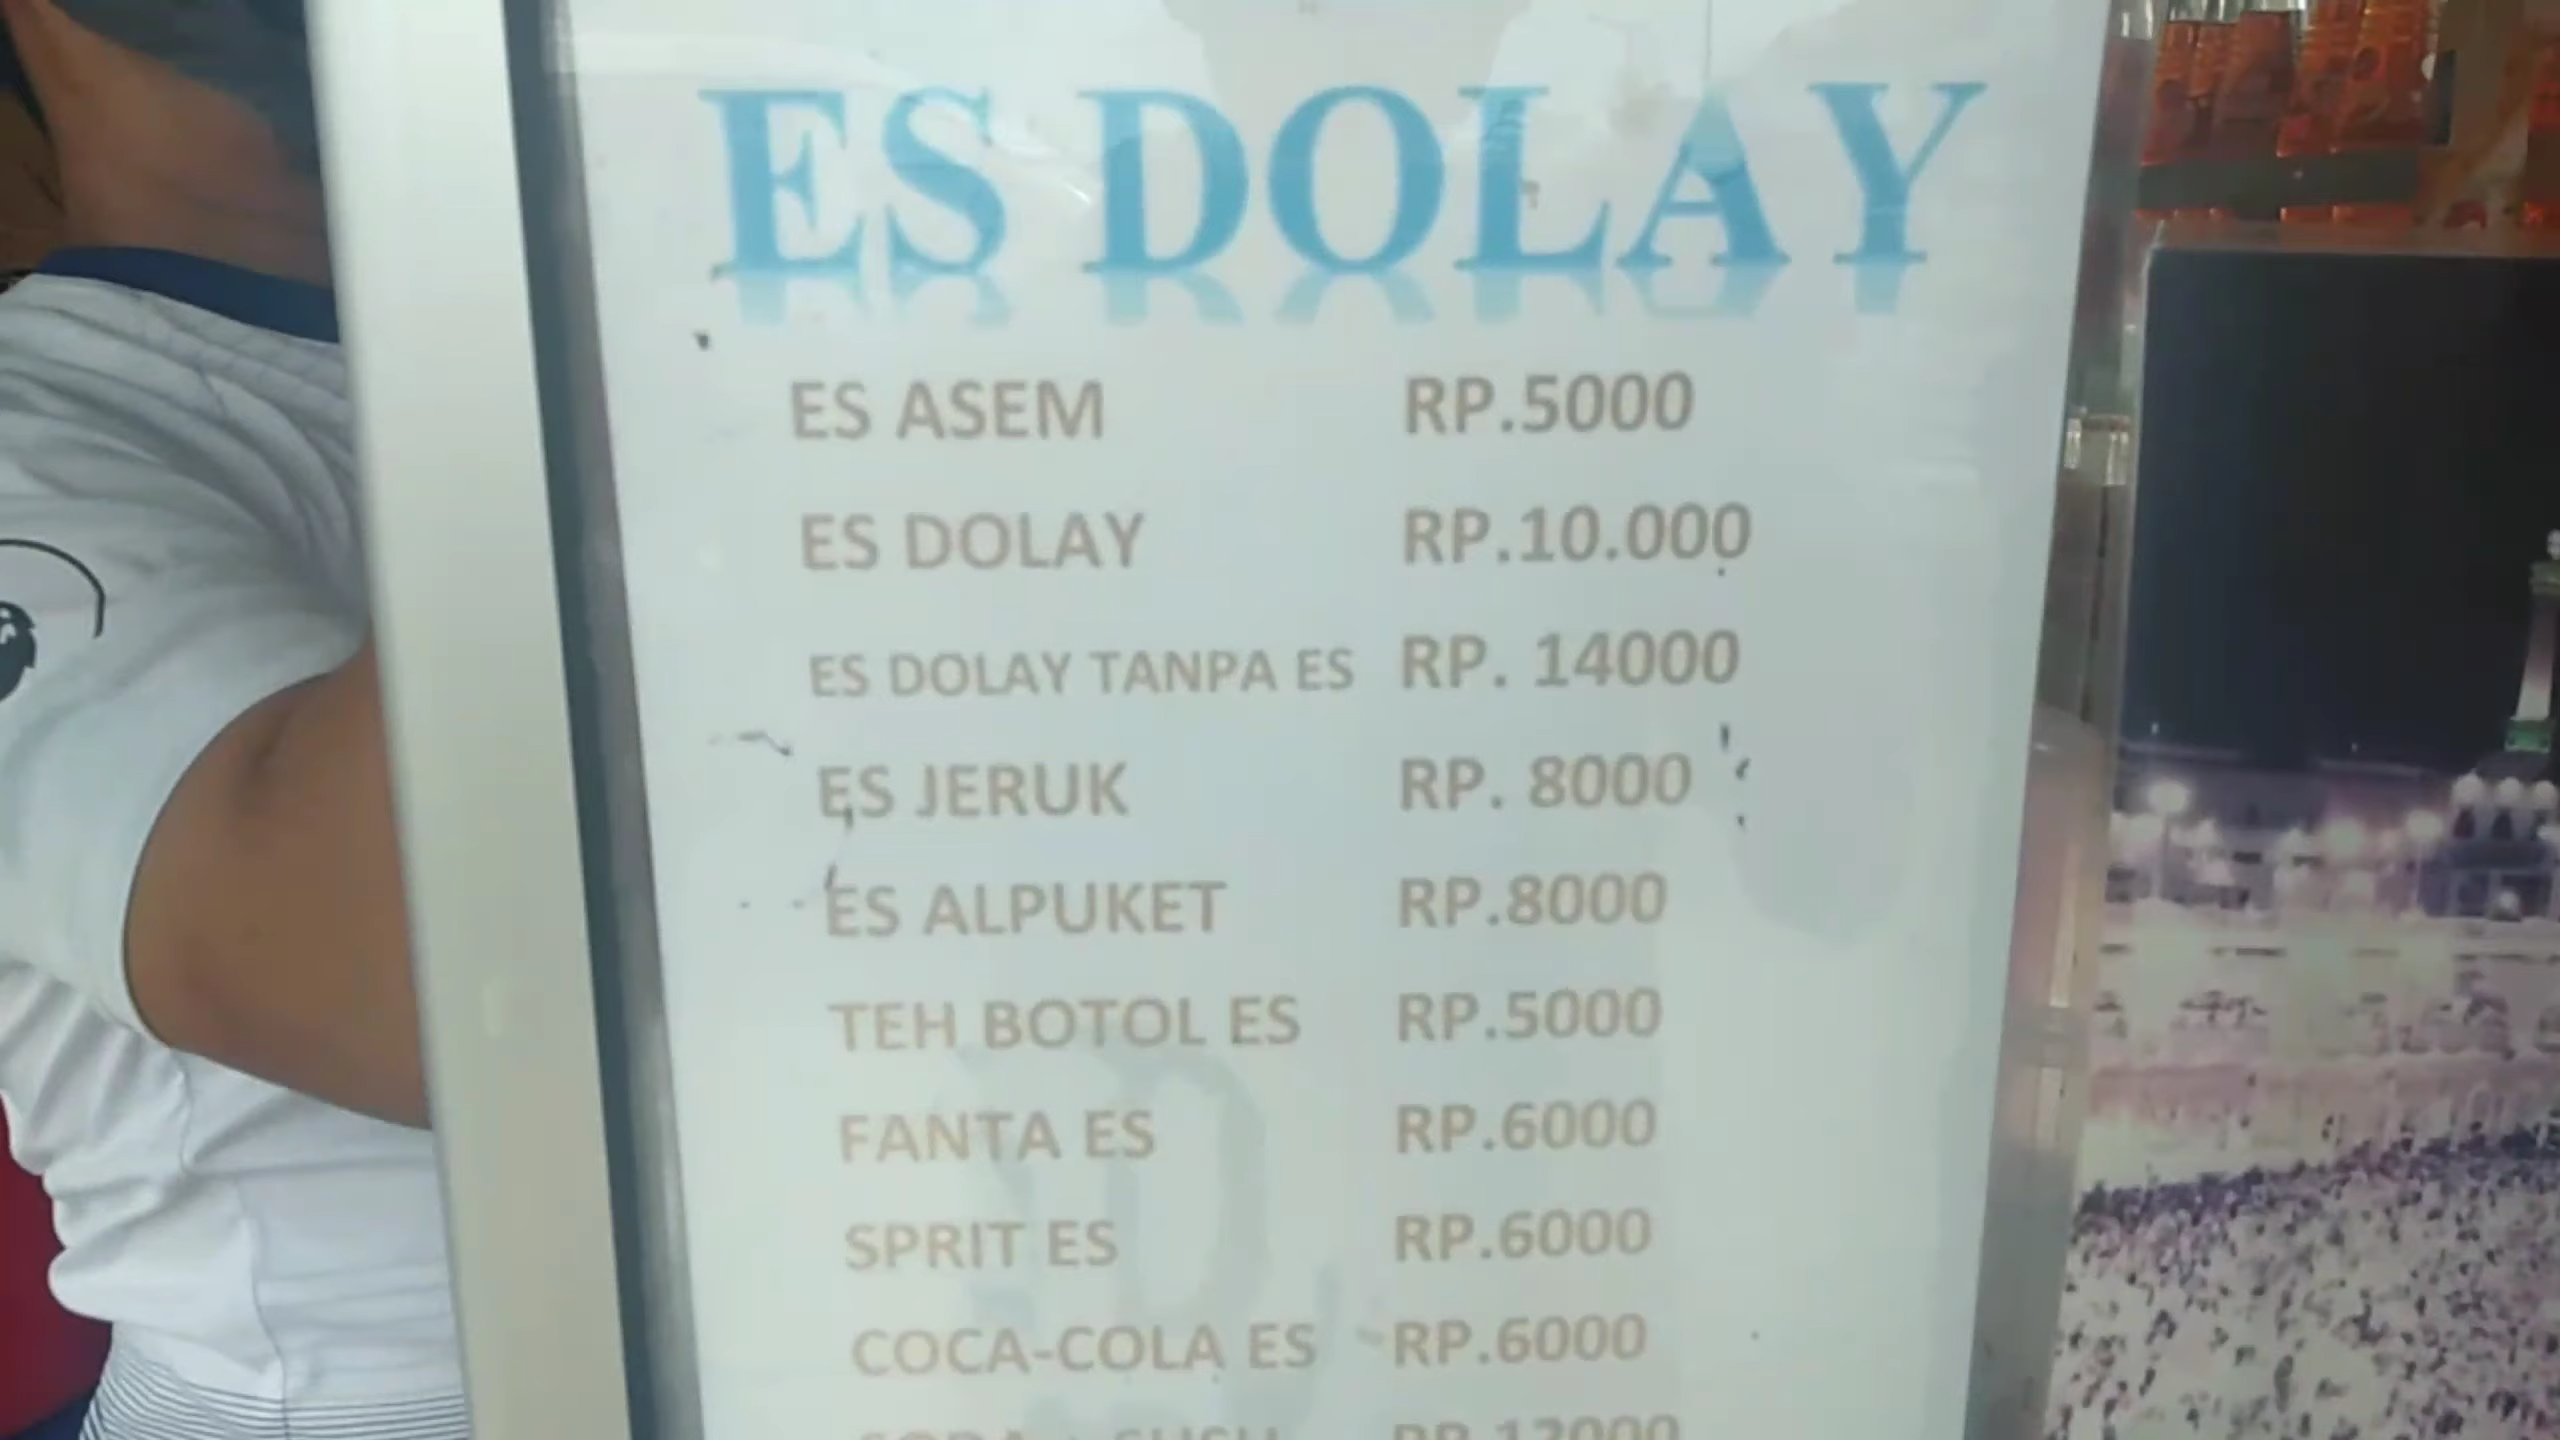 ES DOLAY
ES ASEM RP.5000
ES DOLAY RP.10.000
ES DOLAY TANPA ES RP. 14000
ES JERUK RP. 8000
ES ALPUKET RP.8000
TEH BOTOL ES RP.5000
FANTA ES RP.6000
SPRIT ES RP.6000
COCA-COLA ES RP.6000